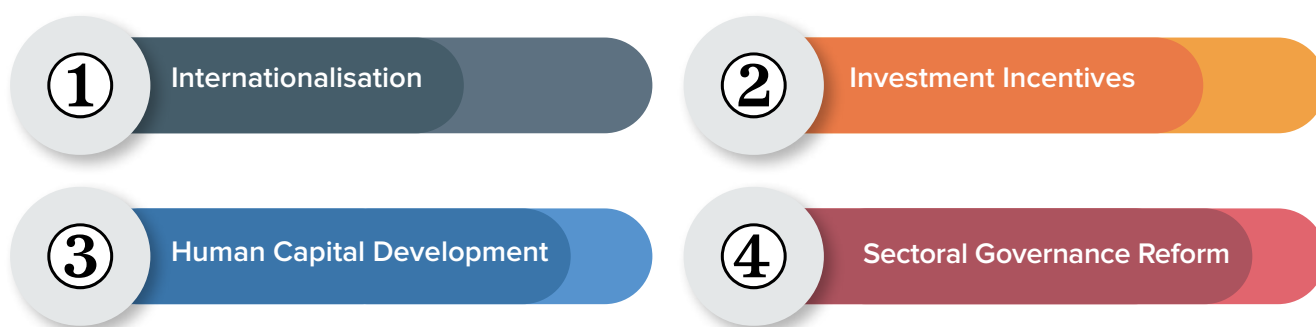 ① Internationalisation
② Investment Incentives
③ Human Capital Development
④ Sectoral Governance Reform